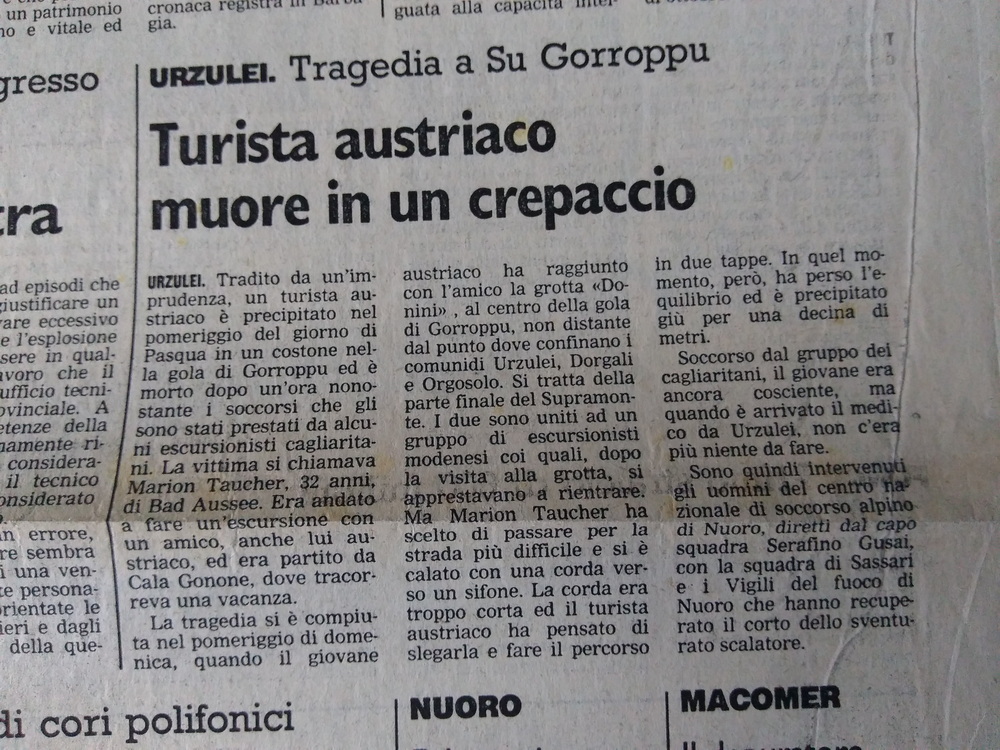 un patrimonio
no e vitale ed
cronaca registra in Barba
gia.
guata alla capacità inter-
gresso
tra
ad episodi che
giustificare un
are eccessivo
e l'esplosione
sere in qual-
avoro che il
ufficio tecni-
ovinciale. A
etenze della
namente ri-
considera-
il tecnico
onsiderato
in errore,
re sembra
i una ven-
te persona-
orientate le
ieri e dagli
della que-
URZULEI. Tragedia a Su Gorroppu
Turista austriaco
muore in un crepaccio
URZULEI. Tradito da un'im-
prudenza, un turista au-
striaco è precipitato nel
pomeriggio del giorno di
Pasqua in un costone nel-
la gola di Gorroppu ed è
morto dopo un'ora nono-
stante i soccorsi che gli
sono stati prestati da alcu-
ni escursionisti cagliarita-
ni. La vittima si chiamava
Marion Taucher, 32 anni,
di Bad Aussee. Era andato
a fare un'escursione con
un amico, anche lui au-
striaco, ed era partito da
Cala Gonone, dove tracor-
reva una vacanza.
La tragedia si è compiu-
ta nel pomeriggio di dome-
nica, quando il giovane
austriaco ha raggiunto
con l'amico la grotta «Do-
nini» , al centro della gola
di Gorroppu, non distante
dal punto dove confinano i
comunidi Urzulei, Dorgali
e Orgosolo. Si tratta della
parte finale del Supramon-
te. I due sono uniti ad un
gruppo di escursionisti
modenesi coi quali, dopo
la visita alla grotta, si
apprestavano a rientrare.
Ma Marion Taucher ha
scelto di passare per la
strada più difficile e si è
calato con una corda ver-
so un sifone. La corda era
troppo corta ed il turista
austriaco ha pensato di
slegarla e fare il percorso
in due tappe. In quel mo-
mento, però, ha perso l'e-
quilibrio ed è precipitato
giù per una decina di
metri.
Soccorso dal gruppo dei
cagliaritani, il giovane era
ancora cosciente, ma
quando è arrivato il medi-
co da Urzulei, non c'era
più niente da fare.
Sono quindi intervenuti
gli uomini del centro na-
zionale di soccorso alpino
di Nuoro, diretti dal capo
squadra Serafino Gusai,
con la squadra di Sassari
e i Vigili del fuoco di
Nuoro che hanno recupe-
rato il corto dello sventu-
rato scalatore.
di cori polifonici
NUORO
MACOMER